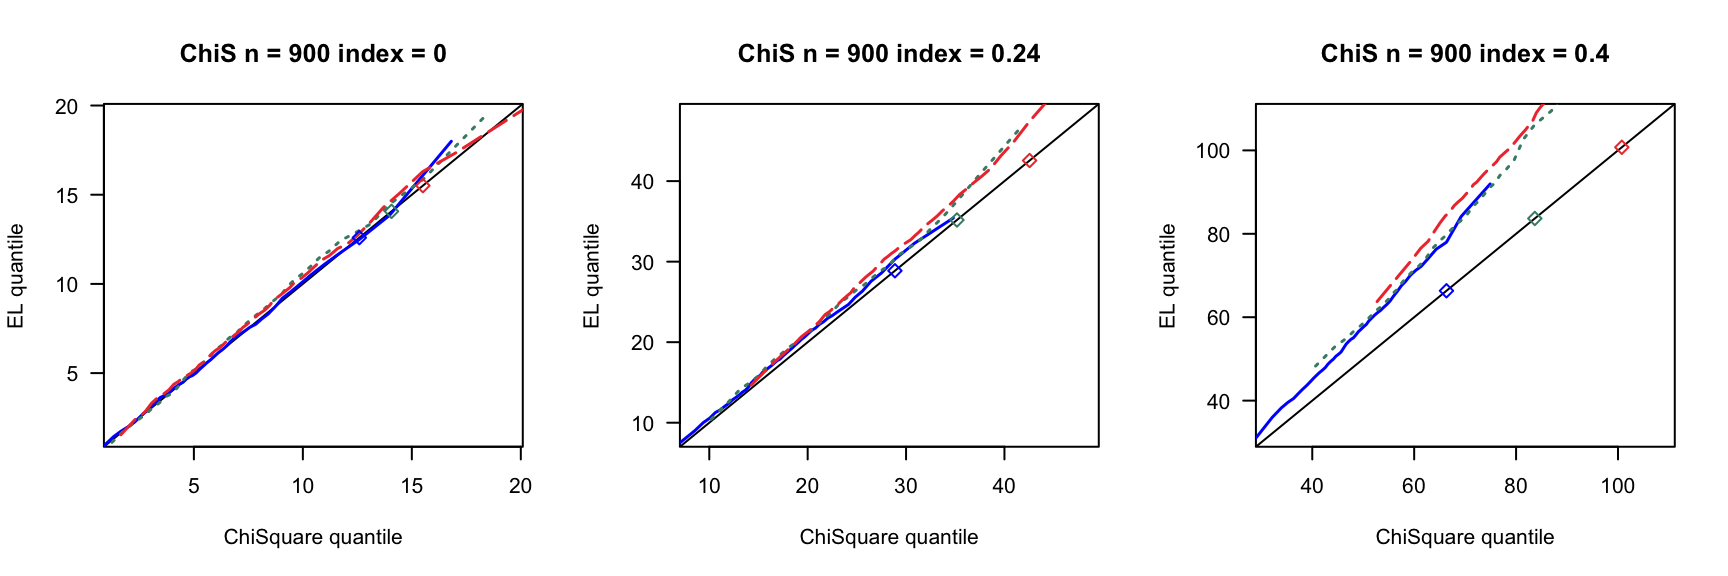 ChiS n = 900 index = 0
20
15
10
5
EL quantile
5 10 15 20
ChiSquare quantile
ChiS n = 900 index = 0.24
40
30
20
10
EL quantile
10 20 30 40
ChiSquare quantile
ChiS n = 900 index = 0.4
100
80
60
40
EL quantile
40 60 80 100
ChiSquare quantile